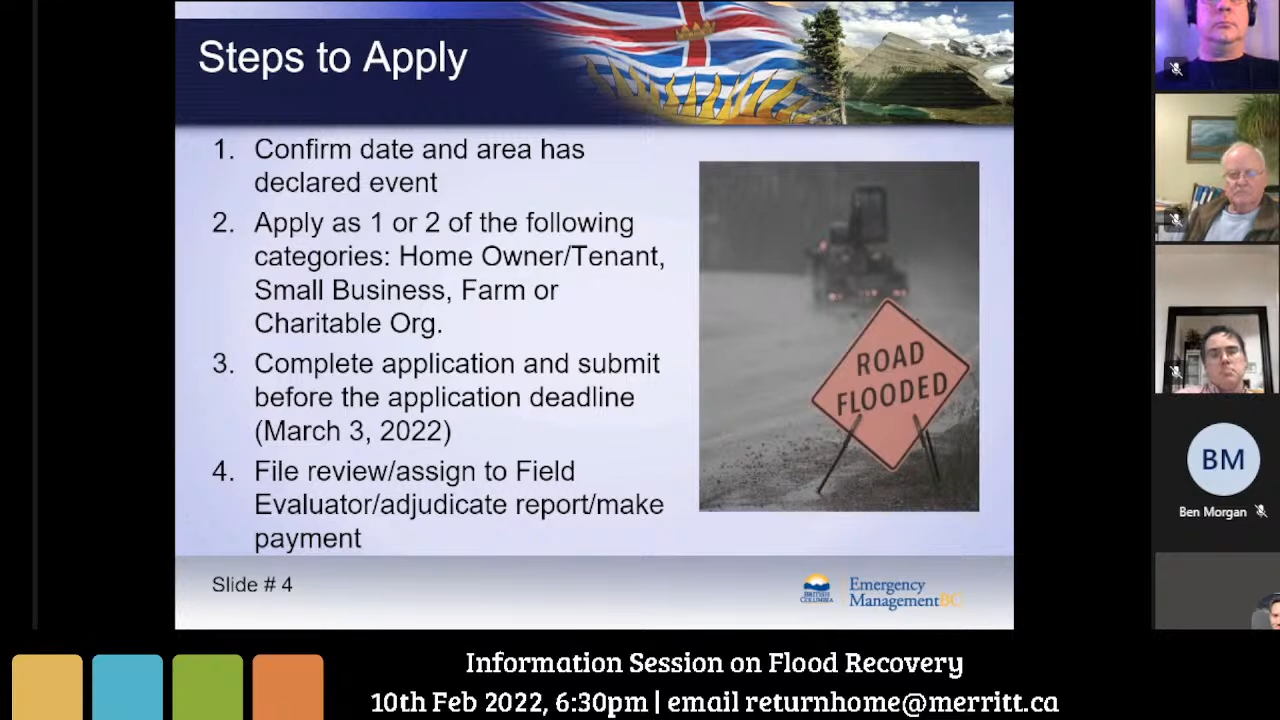 Steps to Apply
1. Confirm date and area has
declared event
2. Apply as 1 or 2 of the following
categories: Home Owner/Tenant,
Small Business, Farm or
Charitable Org.
3. Complete application and submit
before the application deadline
(March 3, 2022)
4. File review/assign to Field
Evaluator/adjudicate report/make
payment
ROAD
FLOODED
Slide # 4
BRITISH
COLUMBIA
Emergency
ManagementBC
BM
Ben Morgan
Information Session on Flood Recovery
10th Feb 2022, 6:30pm | email returnhome@merritt.ca